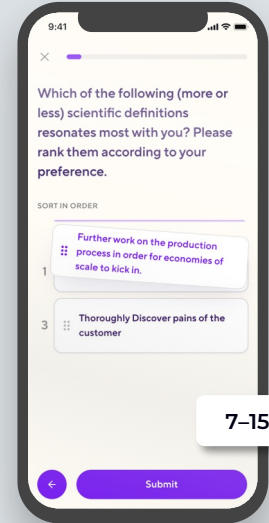 9:41
Which of the following (more or
less) scientific definitions
resonates most with you? Please
rank them according to your
preference.
SORT IN ORDER
1
Further work on the production
process in order for economies of
scale to kick in.
3
Thoroughly Discover pains of the
customer
7–15
Submit